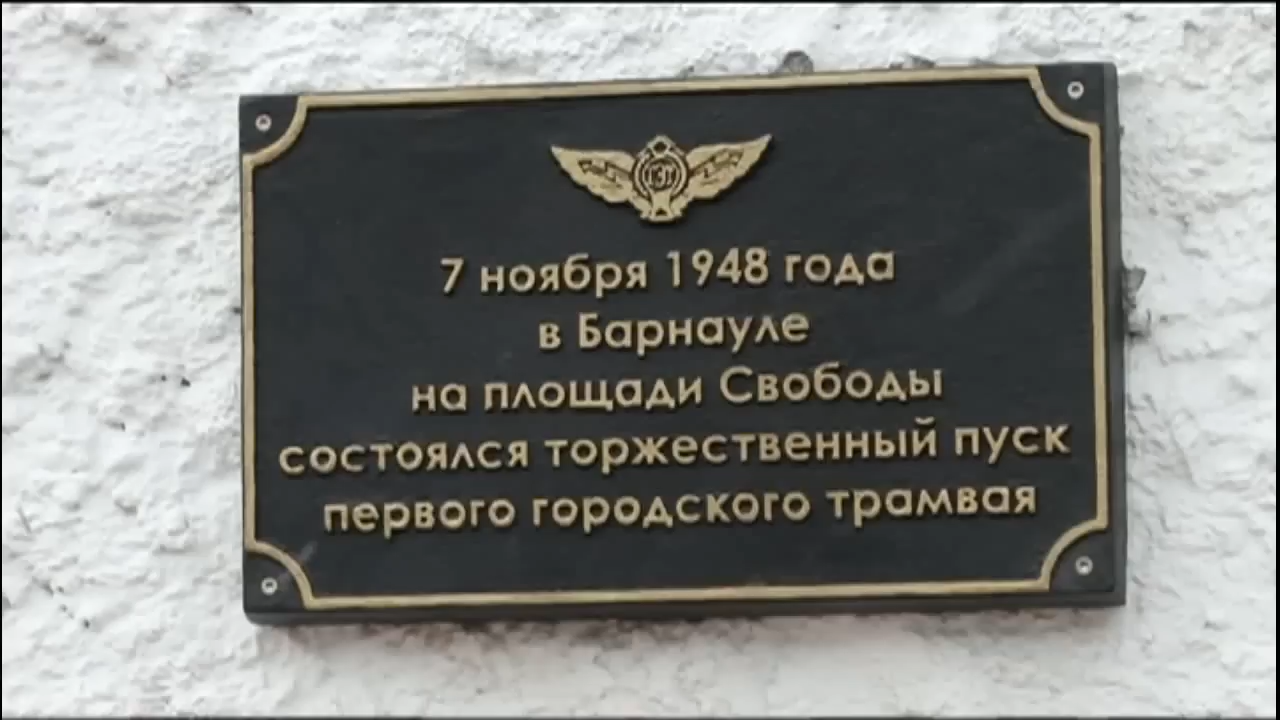 7 ноября 1948 года
в Барнауле
на площади Свободы
состоялся торжественный пуск
первого городского трамвая